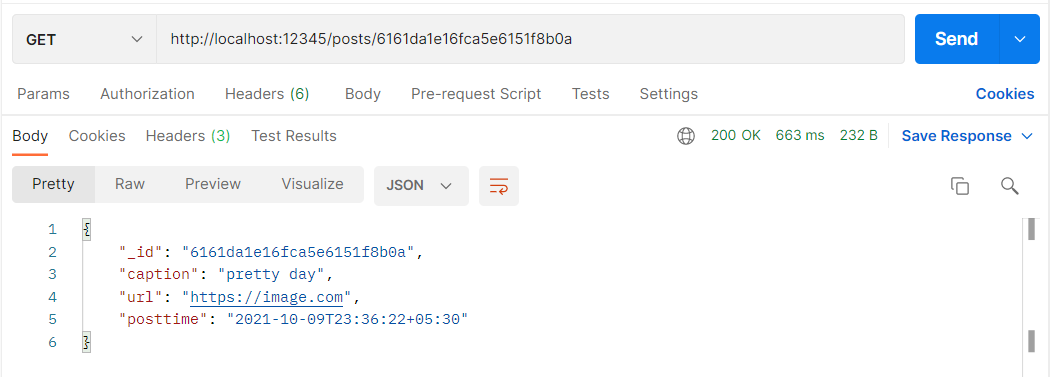 GET http://localhost:12345/posts/6161da1e16fca5e6151f8b0a Send
Params Authorization Headers (6) Body Pre-request Script Tests Settings Cookies
Body Cookies Headers (3) Test Results 200 OK 663 ms 232 B Save Response
Pretty Raw Preview Visualize JSON
1 {
2 "_id": "6161da1e16fca5e6151f8b0a",
3 "caption": "pretty day",
4 "url": "https://image.com",
5 "posttime": "2021-10-09T23:36:22+05:30"
6 }